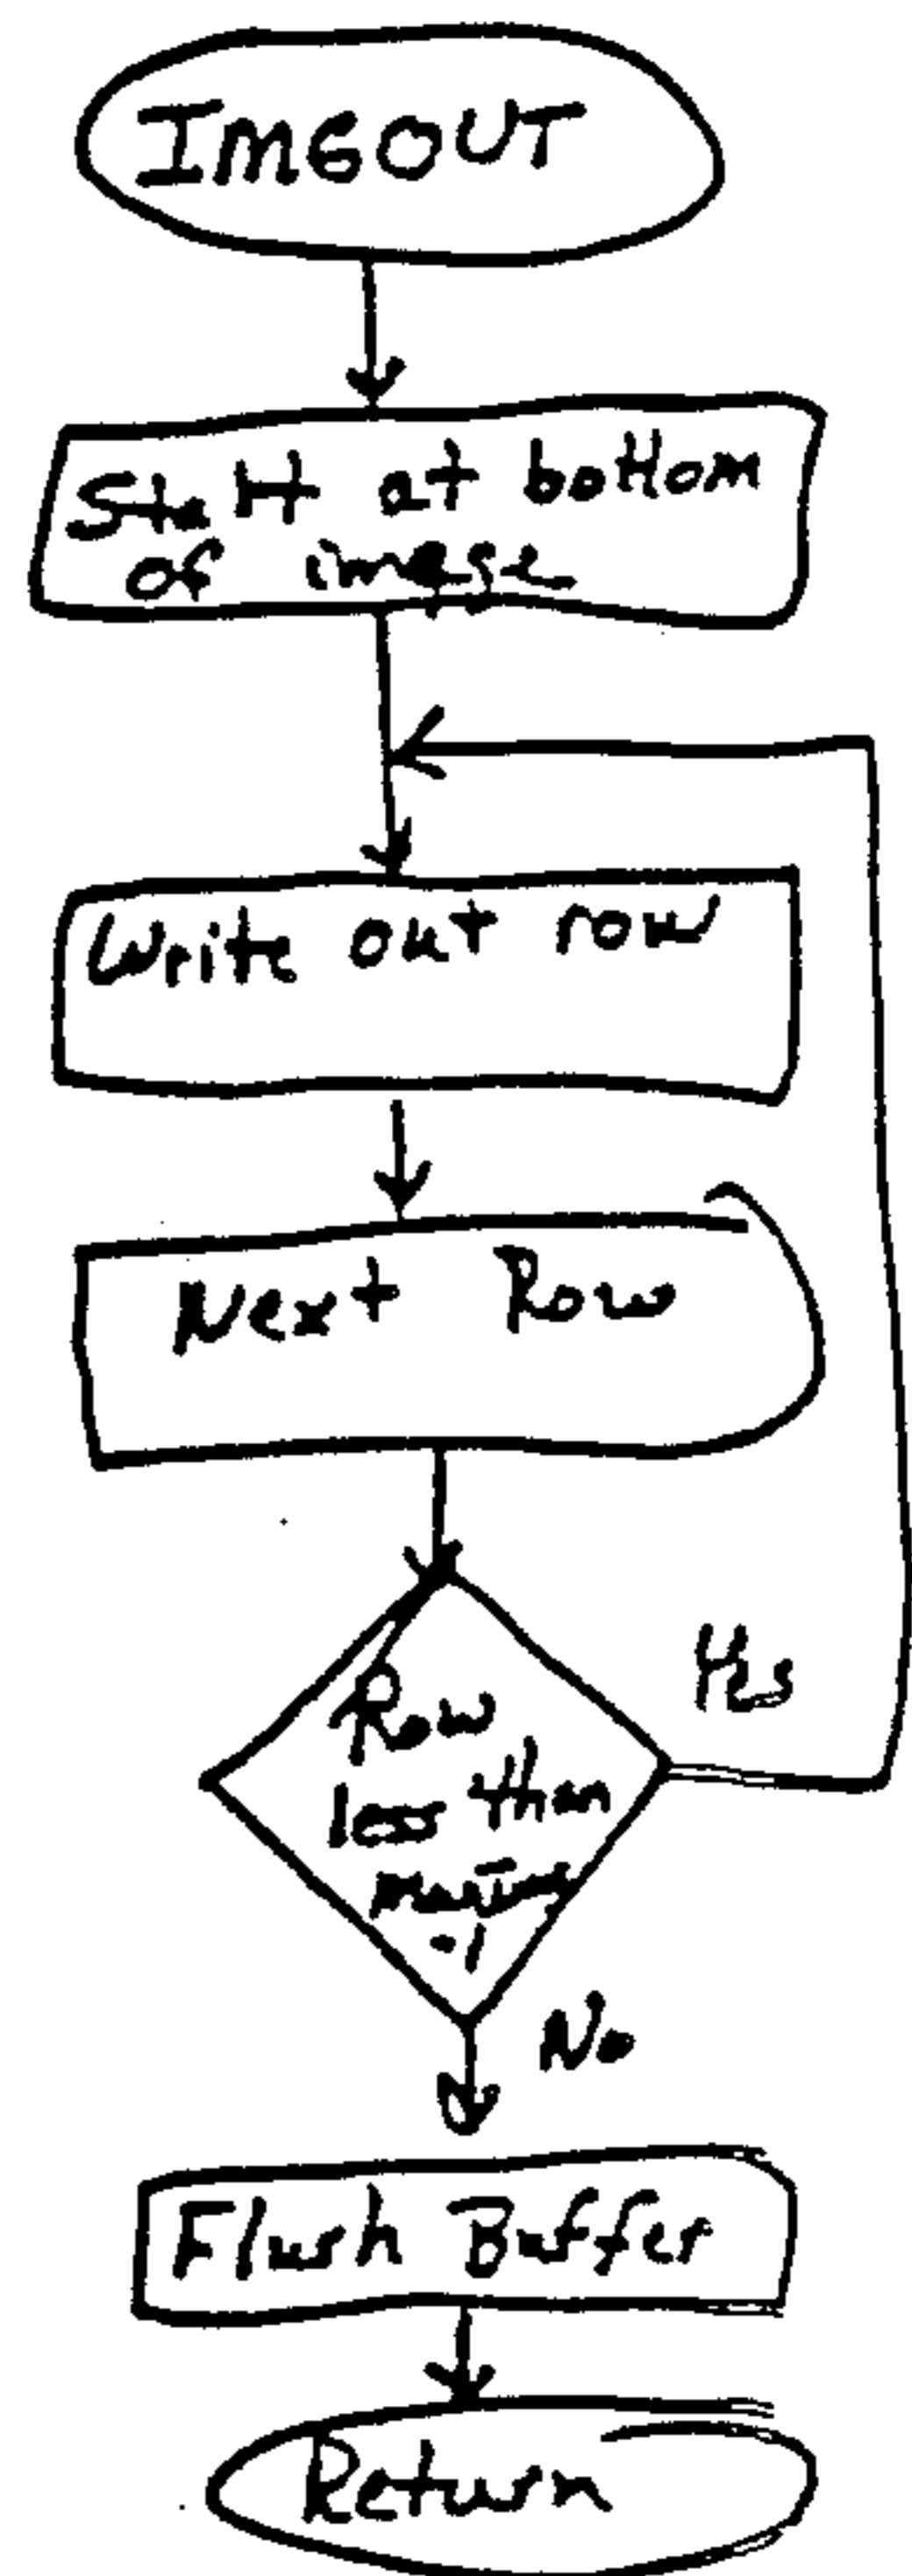 IMGOUT
Start at bottom
of image
Write out row
Next Row
Row
less than
Yes
No
Flush Buffer
Return